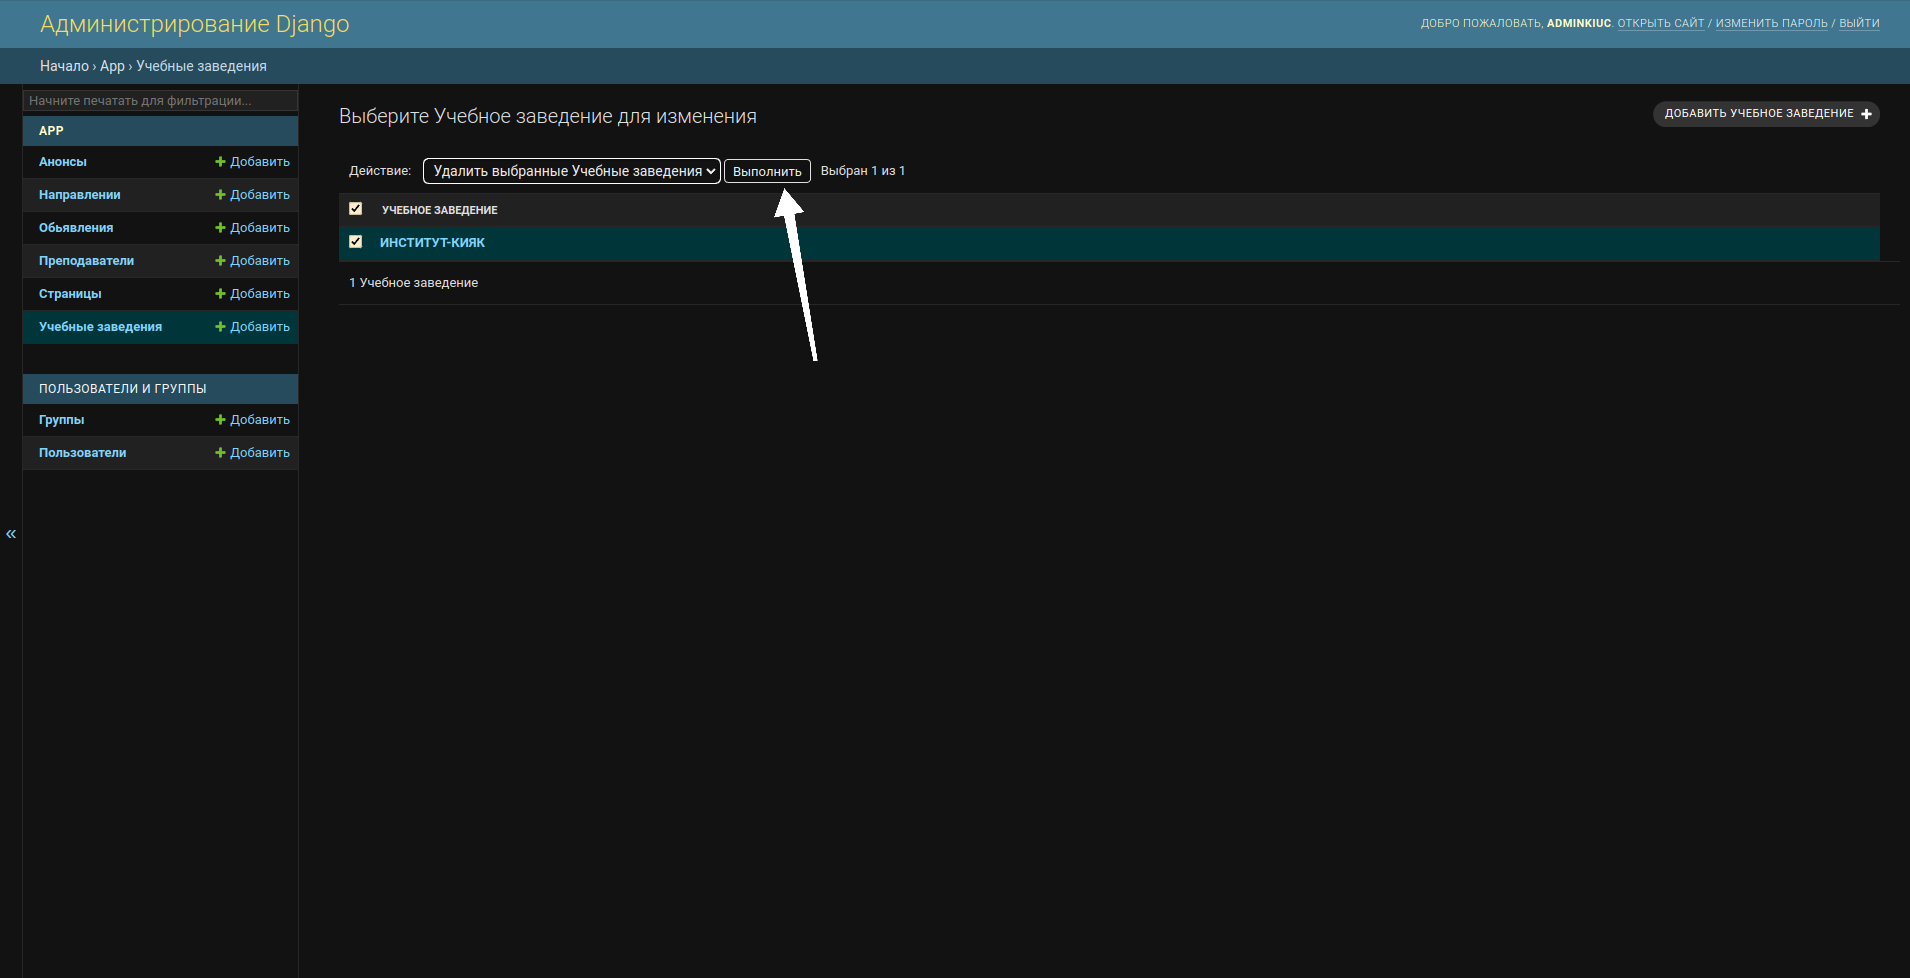 Администрирование Django
ДОБРО ПОЖАЛОВАТЬ, ADMINKIUC. ОТКРЫТЬ САЙТ / ИЗМЕНИТЬ ПАРОЛЬ / ВЫЙТИ
Начало › App › Учебные заведения
Начните печатать для фильтрации...
APP
Анонсы + Добавить
Направлении + Добавить
Обьявления + Добавить
Преподаватели + Добавить
Страницы + Добавить
Учебные заведения + Добавить
ПОЛЬЗОВАТЕЛИ И ГРУППЫ
Группы + Добавить
Пользователи + Добавить
«
Выберите Учебное заведение для изменения
ДОБАВИТЬ УЧЕБНОЕ ЗАВЕДЕНИЕ +
Действие: Удалить выбранные Учебные заведения Выполнить Выбран 1 из 1
УЧЕБНОЕ ЗАВЕДЕНИЕ
ИНСТИТУТ-КИЯК
1 Учебное заведение